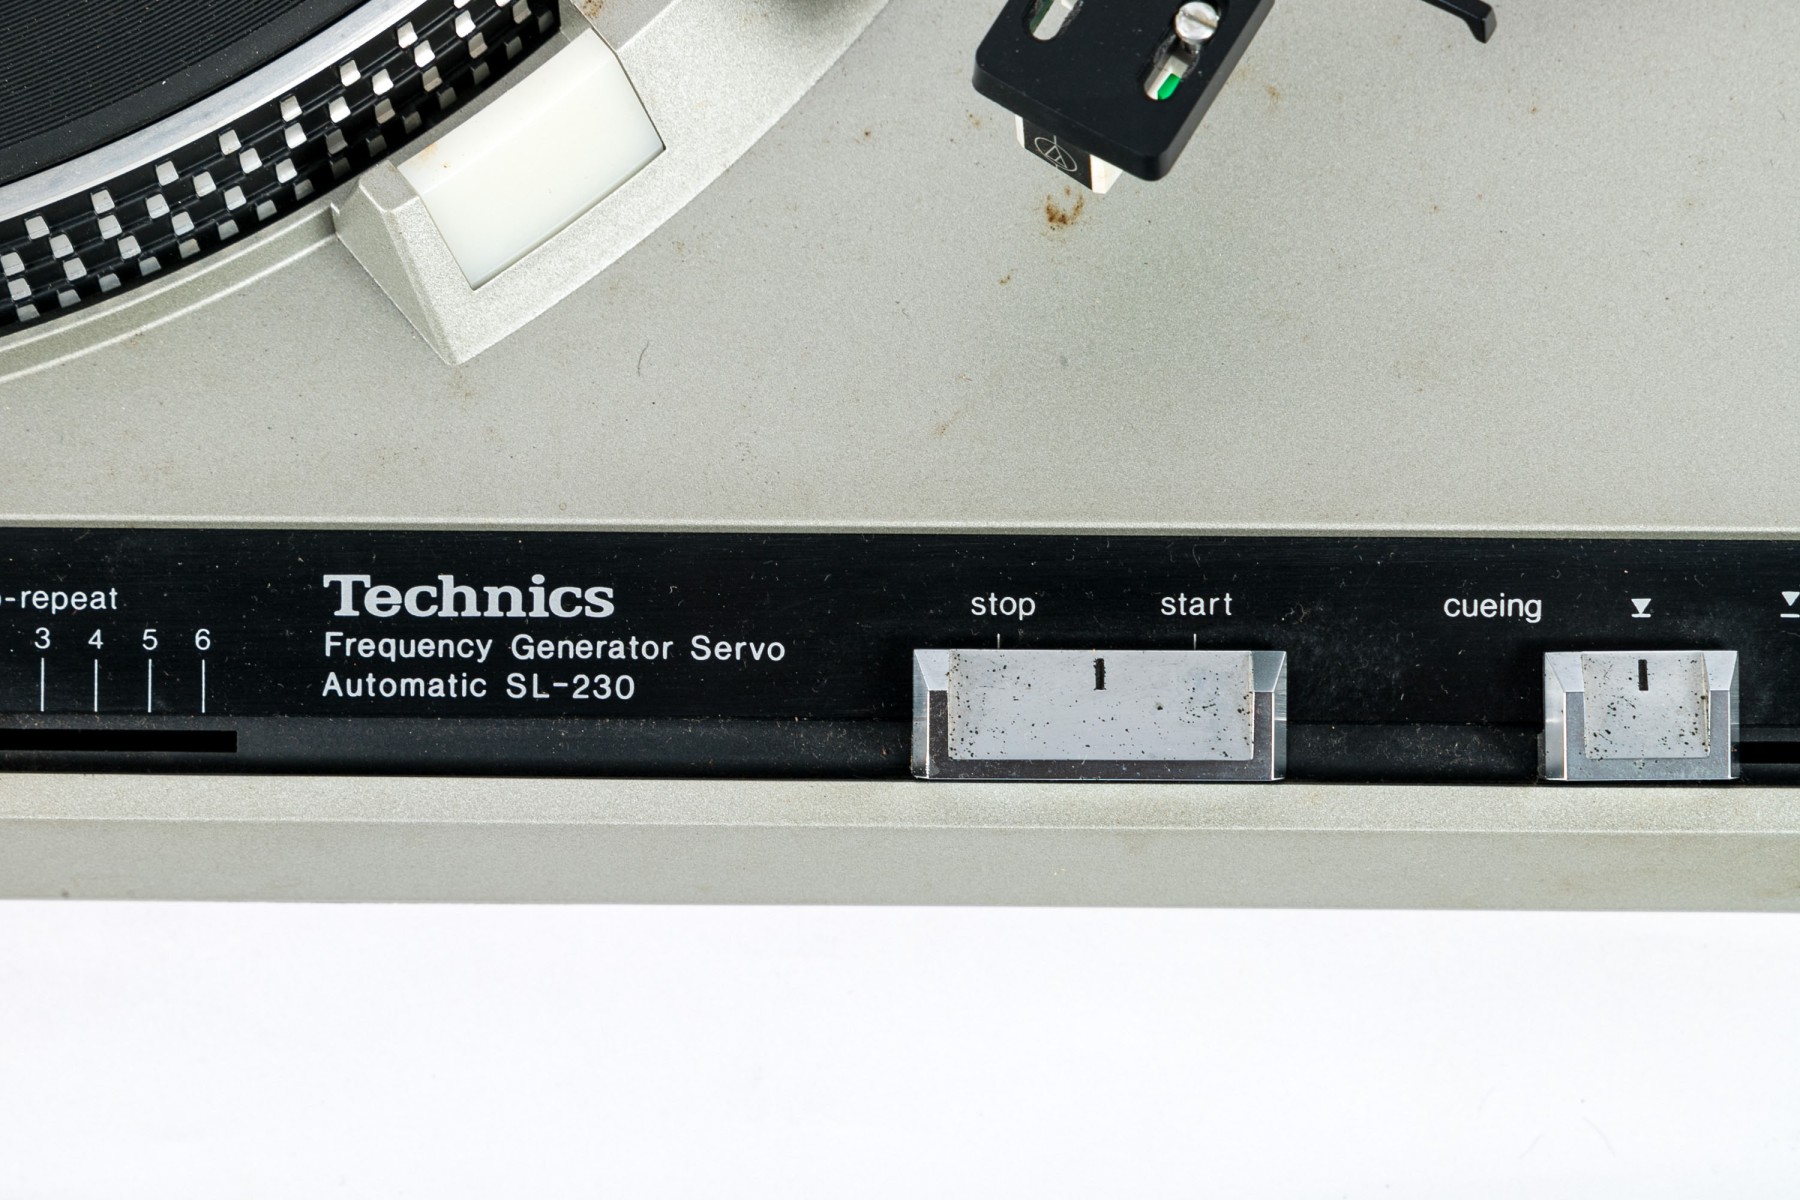 -repeat
3 4 5 6
Technics
Frequency Generator Servo
Automatic SL-230
stop start
cueing